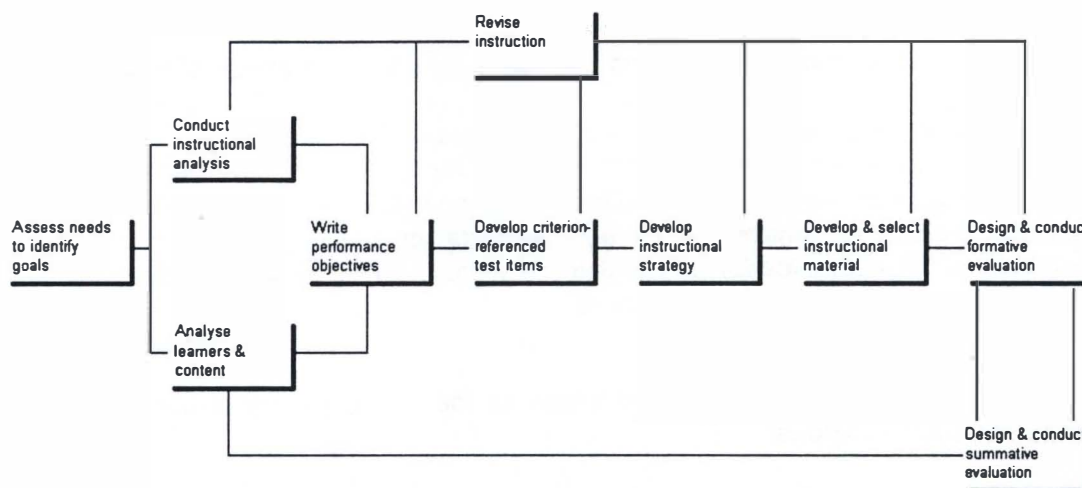 Revise
instruction
Conduct
instructional
analysis
Assess needs
to identify
goals
Write
performance
objectives
Develop criterion-
referenced
test items
Develop
instructional
strategy
Develop & select
instructional
material
Design & conduc
formative
evaluation
Analyse
learners &
content
Design & conduc
summative
evaluation